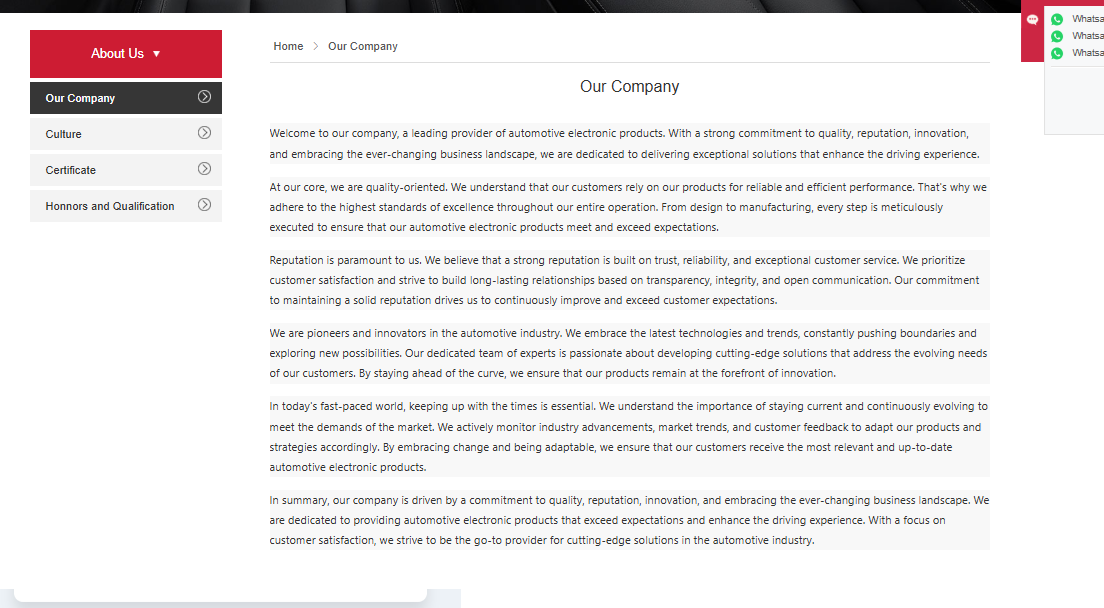 About Us ▼
Our Company
Culture
Certificate
Honnors and Qualification
Home > Our Company
Our Company
Welcome to our company, a leading provider of automotive electronic products. With a strong commitment to quality, reputation, innovation,
and embracing the ever-changing business landscape, we are dedicated to delivering exceptional solutions that enhance the driving experience.
At our core, we are quality-oriented. We understand that our customers rely on our products for reliable and efficient performance. That's why we
adhere to the highest standards of excellence throughout our entire operation. From design to manufacturing, every step is meticulously
executed to ensure that our automotive electronic products meet and exceed expectations.
Reputation is paramount to us. We believe that a strong reputation is built on trust, reliability, and exceptional customer service. We prioritize
customer satisfaction and strive to build long-lasting relationships based on transparency, integrity, and open communication. Our commitment
to maintaining a solid reputation drives us to continuously improve and exceed customer expectations.
We are pioneers and innovators in the automotive industry. We embrace the latest technologies and trends, constantly pushing boundaries and
exploring new possibilities. Our dedicated team of experts is passionate about developing cutting-edge solutions that address the evolving needs
of our customers. By staying ahead of the curve, we ensure that our products remain at the forefront of innovation.
In today's fast-paced world, keeping up with the times is essential. We understand the importance of staying current and continuously evolving to
meet the demands of the market. We actively monitor industry advancements, market trends, and customer feedback to adapt our products and
strategies accordingly. By embracing change and being adaptable, we ensure that our customers receive the most relevant and up-to-date
automotive electronic products.
In summary, our company is driven by a commitment to quality, reputation, innovation, and embracing the ever-changing business landscape. We
are dedicated to providing automotive electronic products that exceed expectations and enhance the driving experience. With a focus on
customer satisfaction, we strive to be the go-to provider for cutting-edge solutions in the automotive industry.
Whatsa
Whatsa
Whatsa